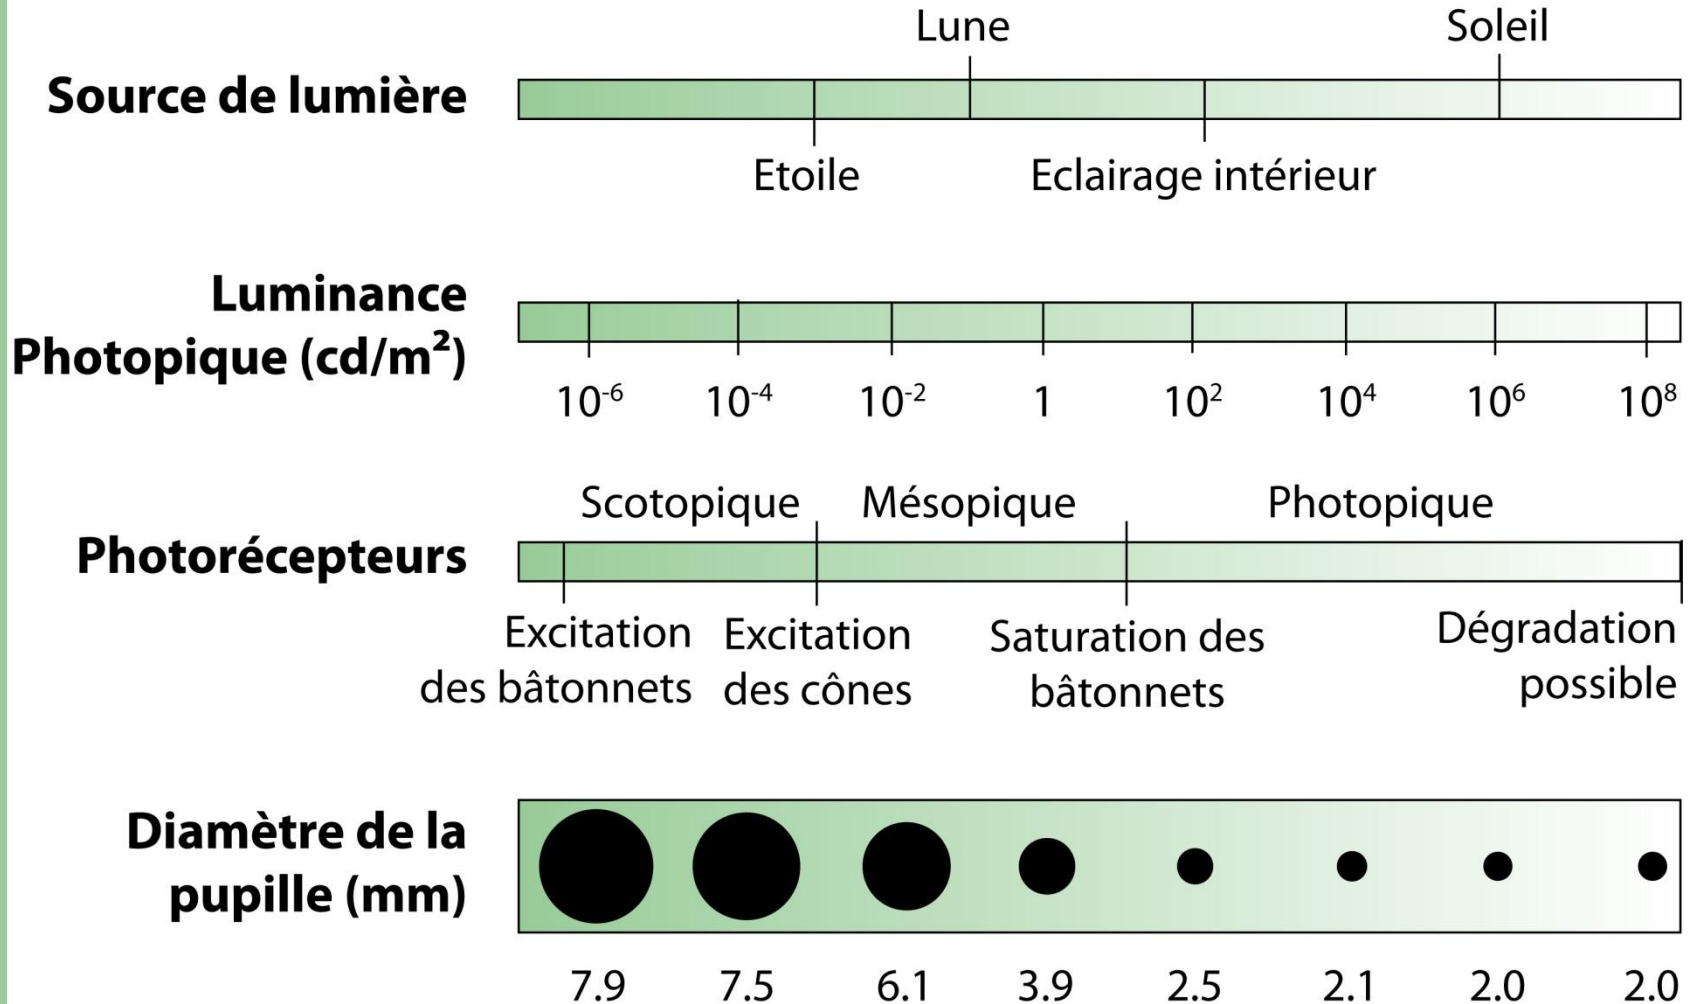 Lune Soleil
Source de lumière
Etoile Eclairage intérieur
Luminance
Photopique (cd/m²)
10⁻⁶ 10⁻⁴ 10⁻² 1 10² 10⁴ 10⁶ 10⁸
Scotopique Mésopique Photopique
Photorécepteurs
Excitation
des bâtonnets
Excitation
des cônes
Saturation des
bâtonnets
Dégradation
possible
Diamètre de la
pupille (mm)
7.9 7.5 6.1 3.9 2.5 2.1 2.0 2.0